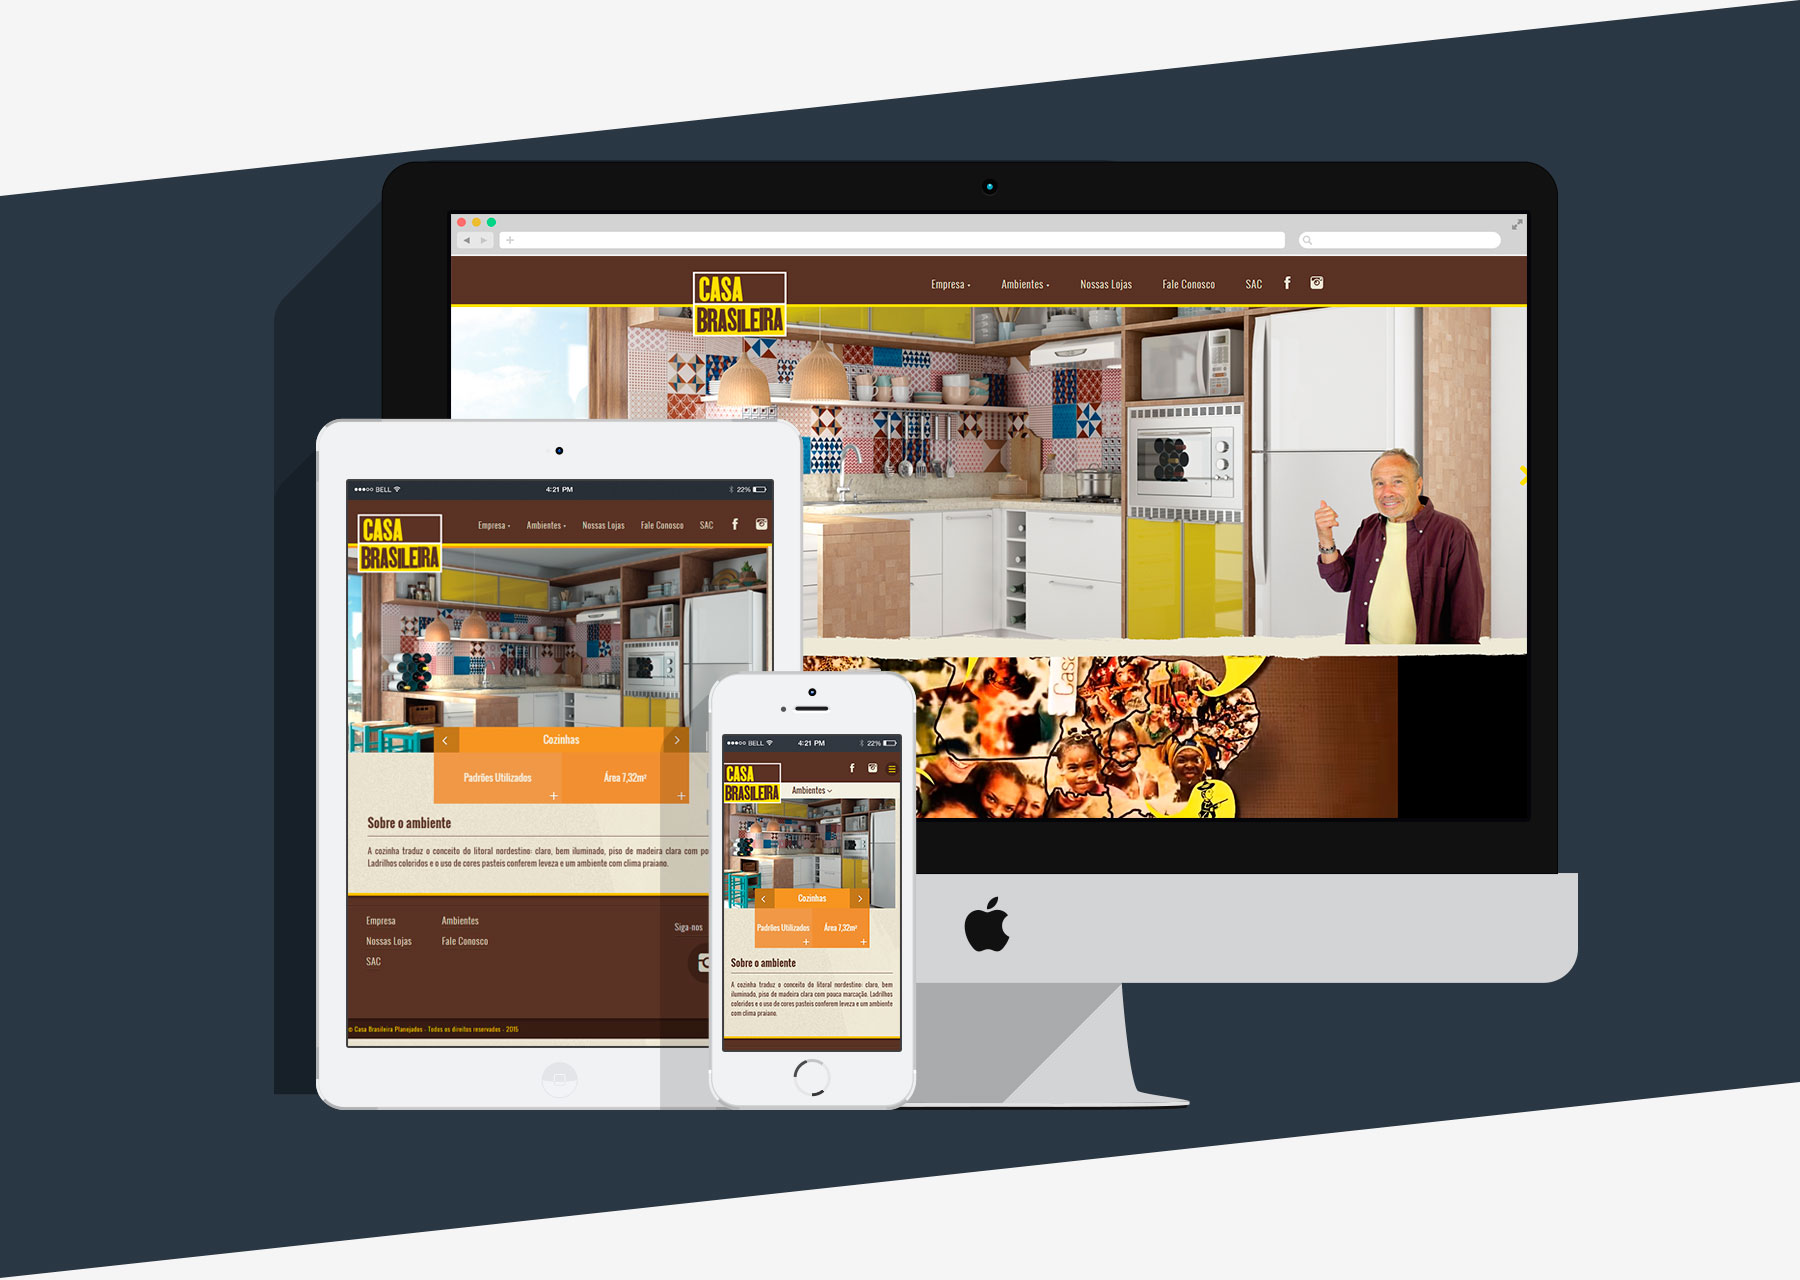 CASA
BRASILEIRA
Empresa
Ambientes
Nossas Lojas
Fale Conosco
SAC
f
Casa
BELL
4:21 PM
22%
CASA
BRASILEIRA
Empresa
Ambientes
Nossas Lojas
Fale Conosco
SAC
f
Cozinhas
Padrões Utilizados
+
Área 7,32m²
+
Sobre o ambiente
A cozinha traduz o conceito do litoral nordestino: claro, bem iluminado, piso de madeira clara com po
Ladrilhos coloridos e o uso de cores pasteis conferem leveza e um ambiente com clima praiano.
Empresa
Ambientes
Nossas Lojas
Fale Conosco
SAC
Siga-nos
© Casa Brasileira Planejados - Todos os direitos reservados - 2015
BELL
4:21 PM
22%
CASA
BRASILEIRA
f
Ambientes
Cozinhas
Padrões Utilizados
+
Área 7,32m²
+
Sobre o ambiente
A cozinha traduz o conceito do litoral nordestino: claro, bem
iluminado, piso de madeira clara com pouca marcação. Ladrilhos
coloridos e o uso de cores pasteis conferem leveza e um ambiente
com clima praiano.